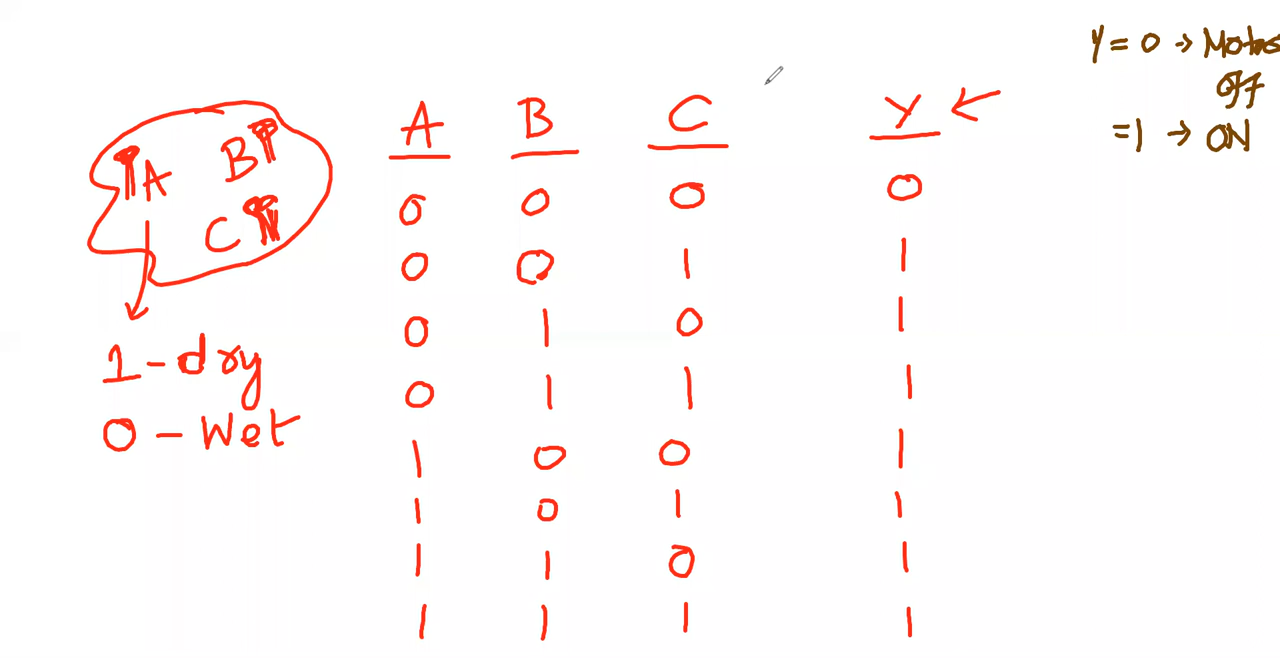 Y = 0 → Motor
OFF
= 1 → ON
A B C Y ←
A B
C
0 0 0 0
0 0 1 1
0 1 0 1
0 1 1 1
1 0 0 1
1 0 1 1
1 1 0 1
1 1 1 1
1 - dry
0 - Wet